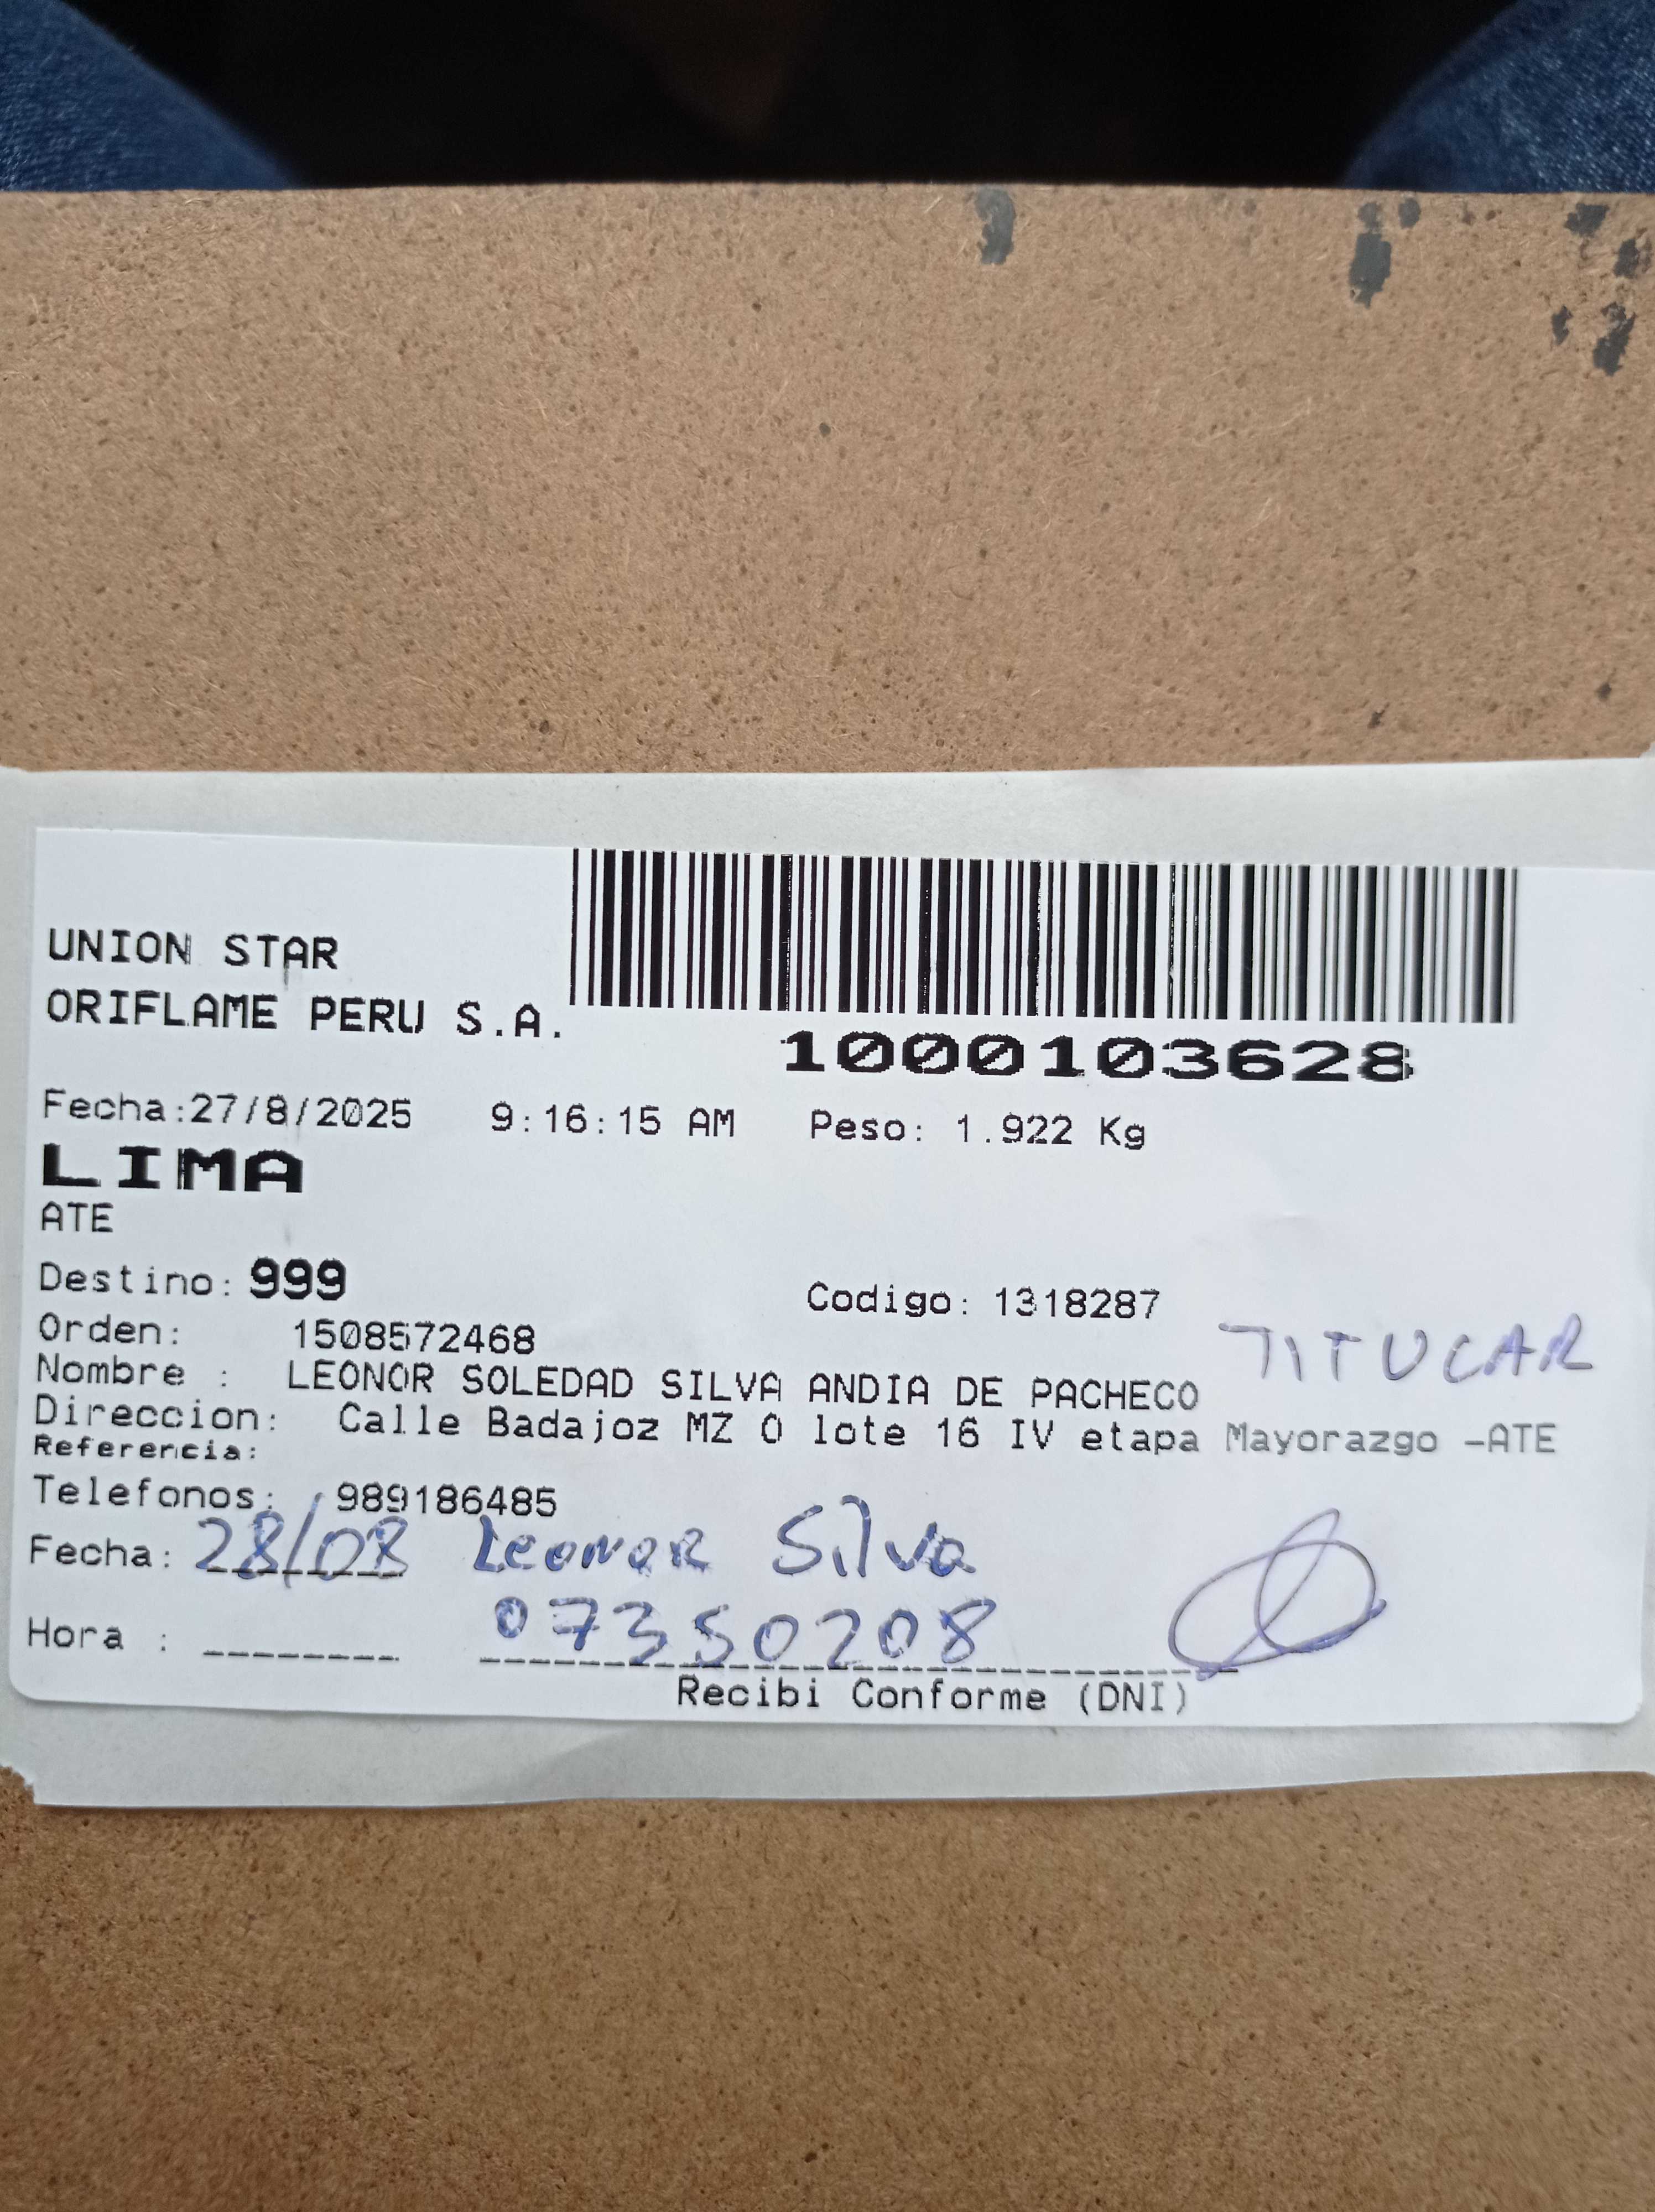 UNION STAR
ORIFLAME PERU S.A.
1000103628
Fecha:27/8/2025 9:16:15 AM Peso: 1.922 Kg
LIMA
ATE
Destino: 999 Codigo: 1318287
Orden: 1508572468
TITULAR
Nombre : LEONOR SOLEDAD SILVA ANDIA DE PACHECO
Direccion: Calle Badajoz MZ O lote 16 IV etapa Mayorazgo -ATE
Referencia:
Telefonos: 989186485
Fecha: 28/08 Leonor Silva
Hora : 07350208
Recibi Conforme (DNI)